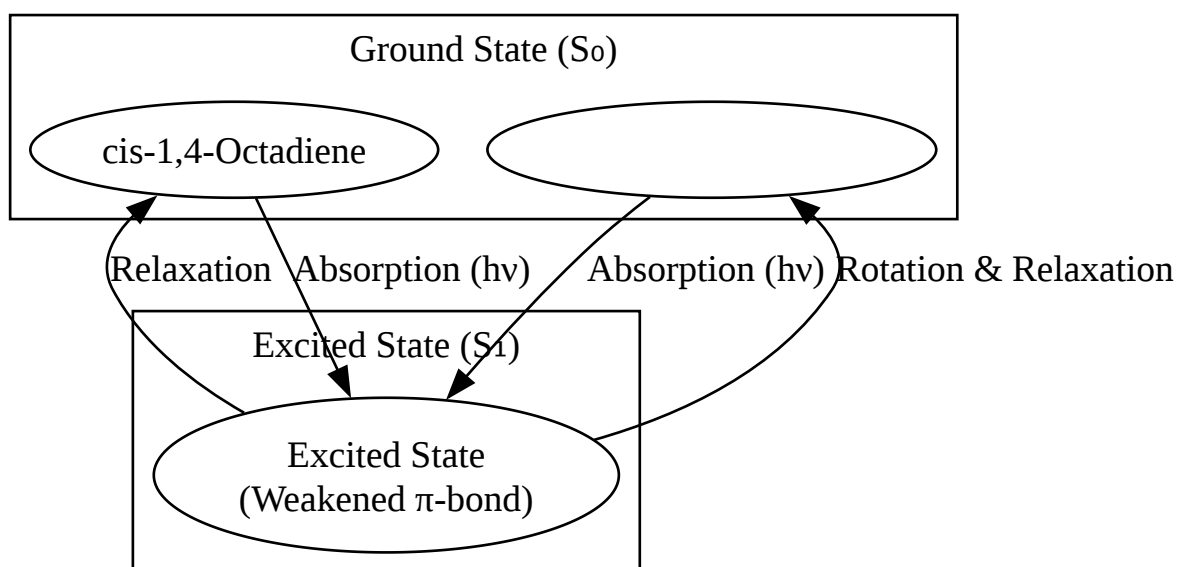 Ground State (S₀)
cis-1,4-Octadiene
Relaxation
Absorption (hν)
Absorption (hν)
Rotation & Relaxation
Excited State (S₁)
Excited State
(Weakened π-bond)